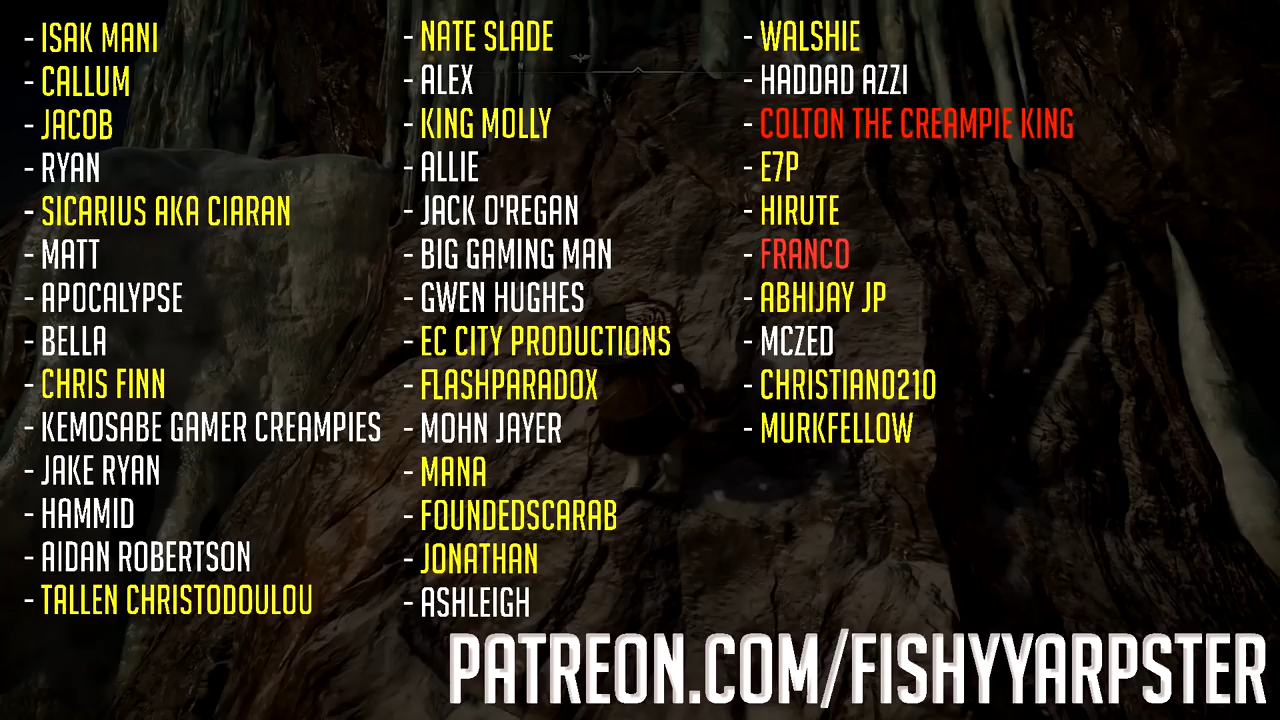 - ISAK MANI
- CALLUM
- JACOB
- RYAN
- SICARIUS AKA CIARAN
- MATT
- APOCALYPSE
- BELLA
- CHRIS FINN
- KEMOSABE GAMER CREAMPIES
- JAKE RYAN
- HAMMID
- AIDAN ROBERTSON
- TALLEN CHRISTODOULOU
- NATE SLADE
- ALEX
- KING MOLLY
- ALLIE
- JACK O'REGAN
- BIG GAMING MAN
- GWEN HUGHES
- EC CITY PRODUCTIONS
- FLASHPARADOX
- MOHN JAYER
- MANA
- FOUNDEDSCARAB
- JONATHAN
- ASHLEIGH
- WALSHIE
- HADDAD AZZI
- COLTON THE CREAMPIE KING
- E7P
- HIRUTE
- FRANCO
- ABHIJAY JP
- MCZED
- CHRISTIAN0210
- MURKFELLOW
PATREON.COM/FISHYYARPSTER